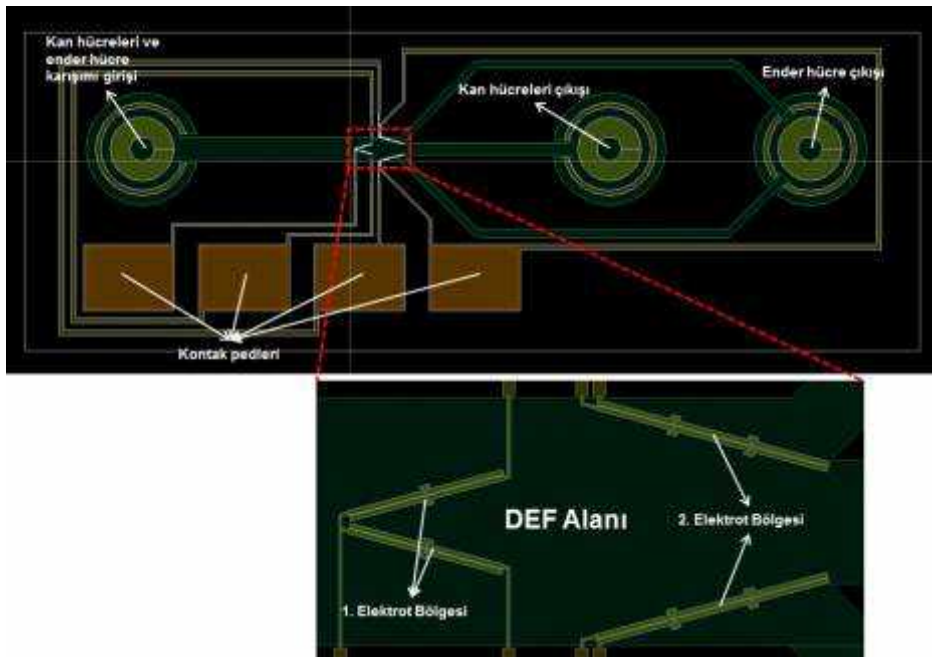 Kan hücreleri ve
ender hücre
karışımı girişi
Kan hücreleri çıkışı
Ender hücre çıkışı
Kontak pedleri
DEF Alanı
2. Elektrot Bölgesi
1. Elektrot Bölgesi